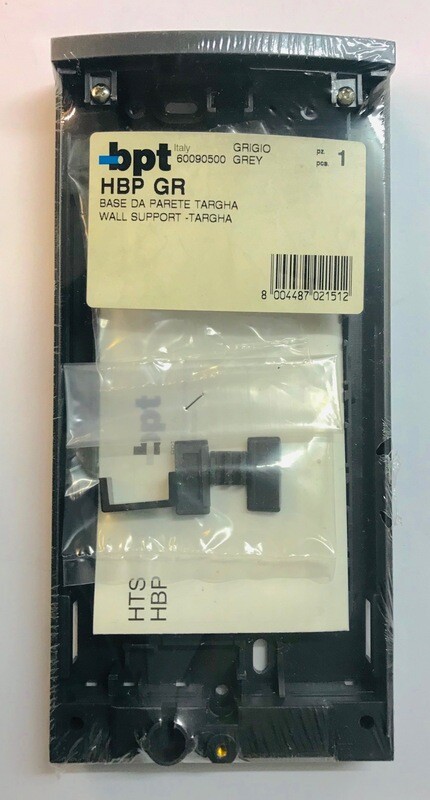 bpt Italy 60090500 GRIGIO GREY pz. pce. 1
HBP GR
BASE DA PARETE TARGHA
WALL SUPPORT -TARGHA
8 004487 021512
bpt
HTS
HBP